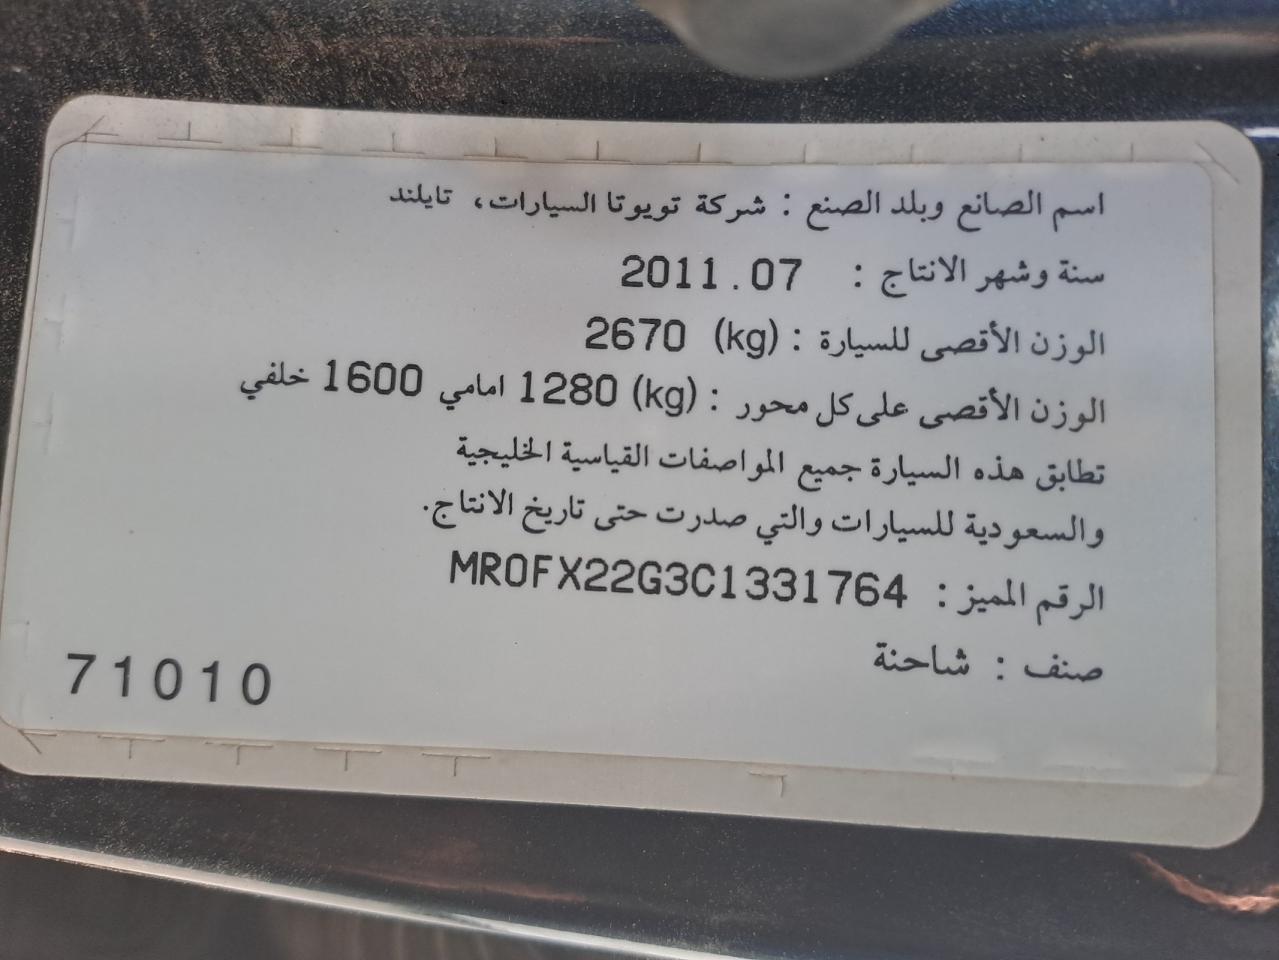 اسم الصانع وبلد الصنع : شركة تويوتا السيارات، تايلند
سنة وشهر الانتاج : 2011.07
الوزن الأقصى للسيارة : (kg) 2670
الوزن الأقصى على كل محور : (kg) 1280 امامي 1600 خلفي
تطابق هذه السيارة جميع المواصفات القياسية الخليجية
والسعودية للسيارات والتي صدرت حتى تاريخ الانتاج.
الرقم المميز : MR0FX22G3C1331764
صنف : شاحنة
71010